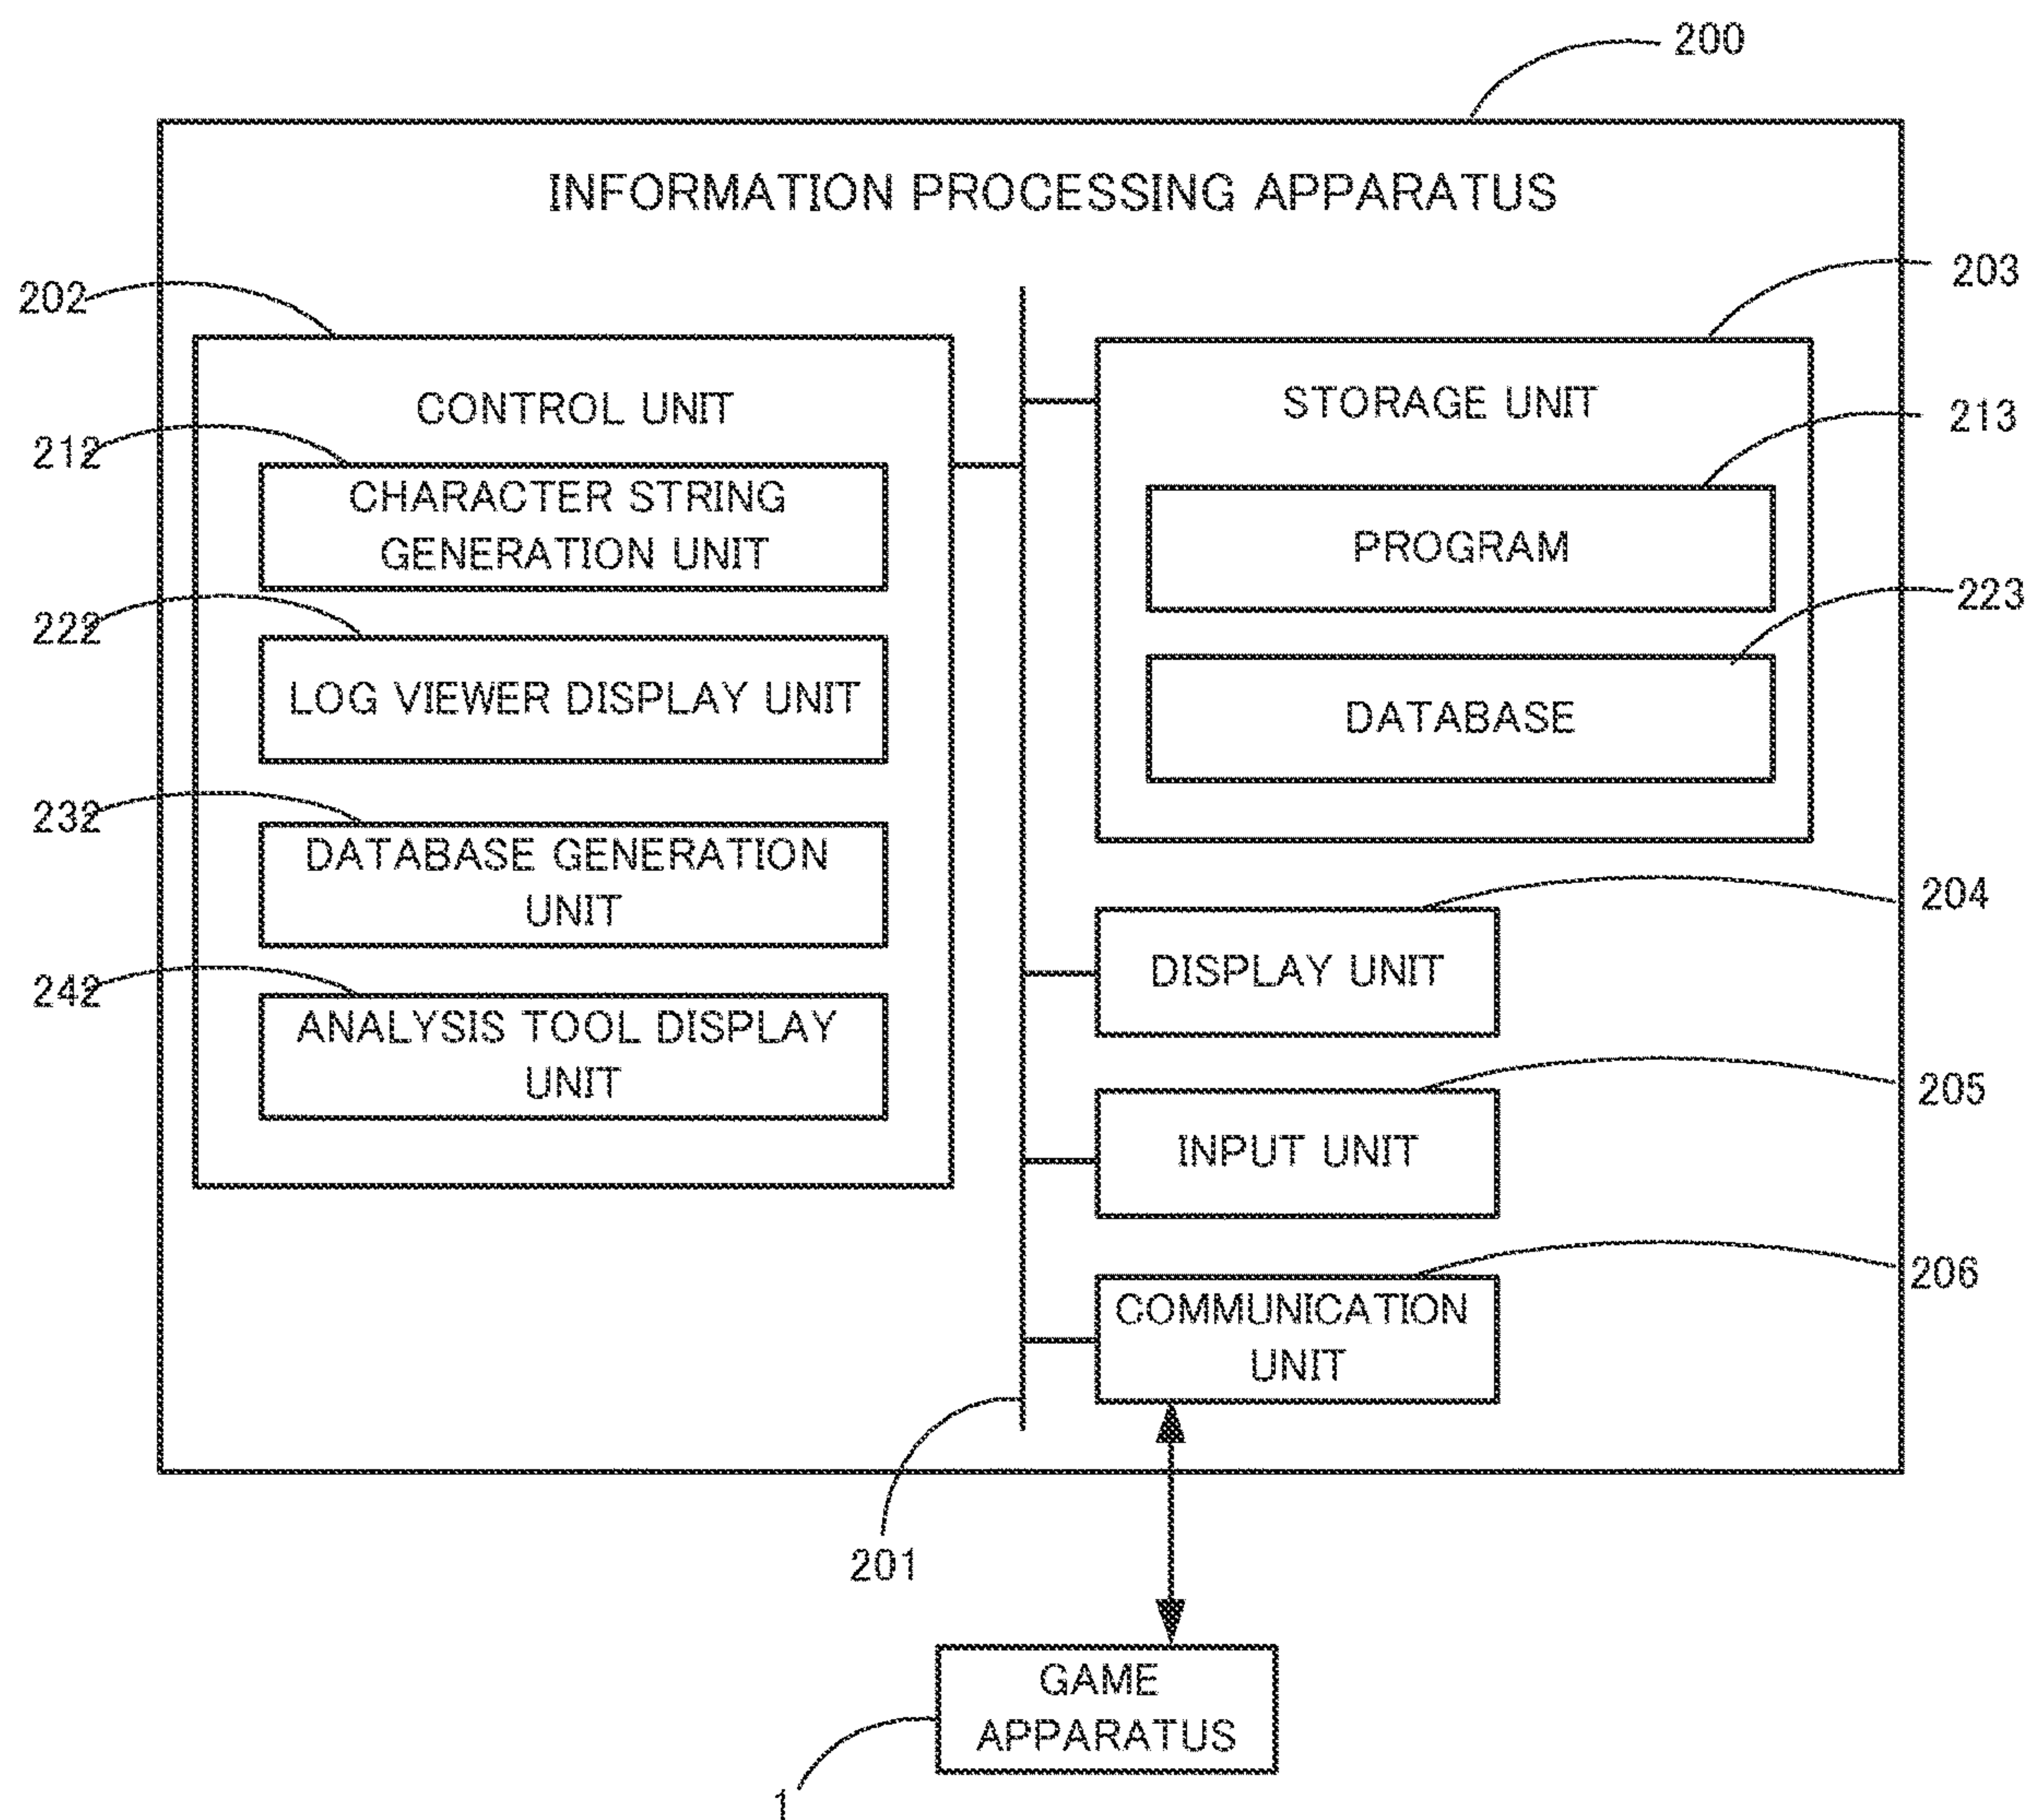 200
INFORMATION PROCESSING APPARATUS
202
203
CONTROL UNIT
STORAGE UNIT
212
213
CHARACTER STRING
GENERATION UNIT
PROGRAM
222
223
LOG VIEWER DISPLAY UNIT
DATABASE
232
DATABASE GENERATION
UNIT
204
242
DISPLAY UNIT
ANALYSIS TOOL DISPLAY
UNIT
205
INPUT UNIT
206
COMMUNICATION
UNIT
201
GAME
APPARATUS
1